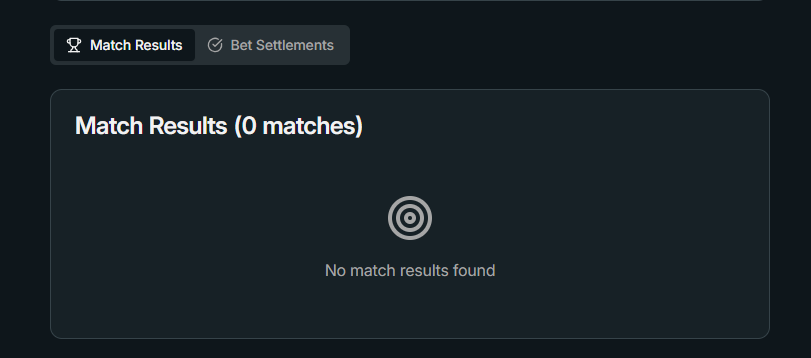 Match Results
Bet Settlements
Match Results (0 matches)
No match results found